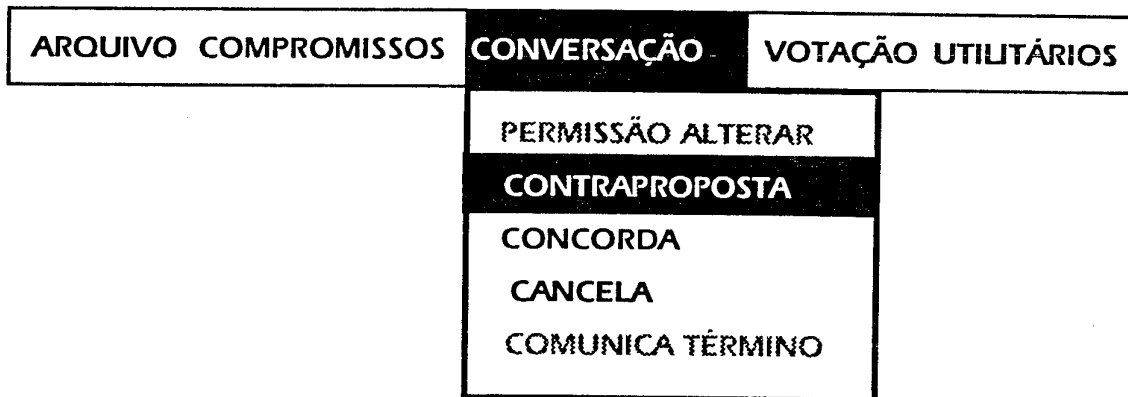 ARQUIVO COMPROMISSOS CONVERSAÇÃO VOTAÇÃO UTILITÁRIOS
PERMISSÃO ALTERAR
CONTRAPROPOSTA
CONCORDA
CANCELA
COMUNICA TÉRMINO